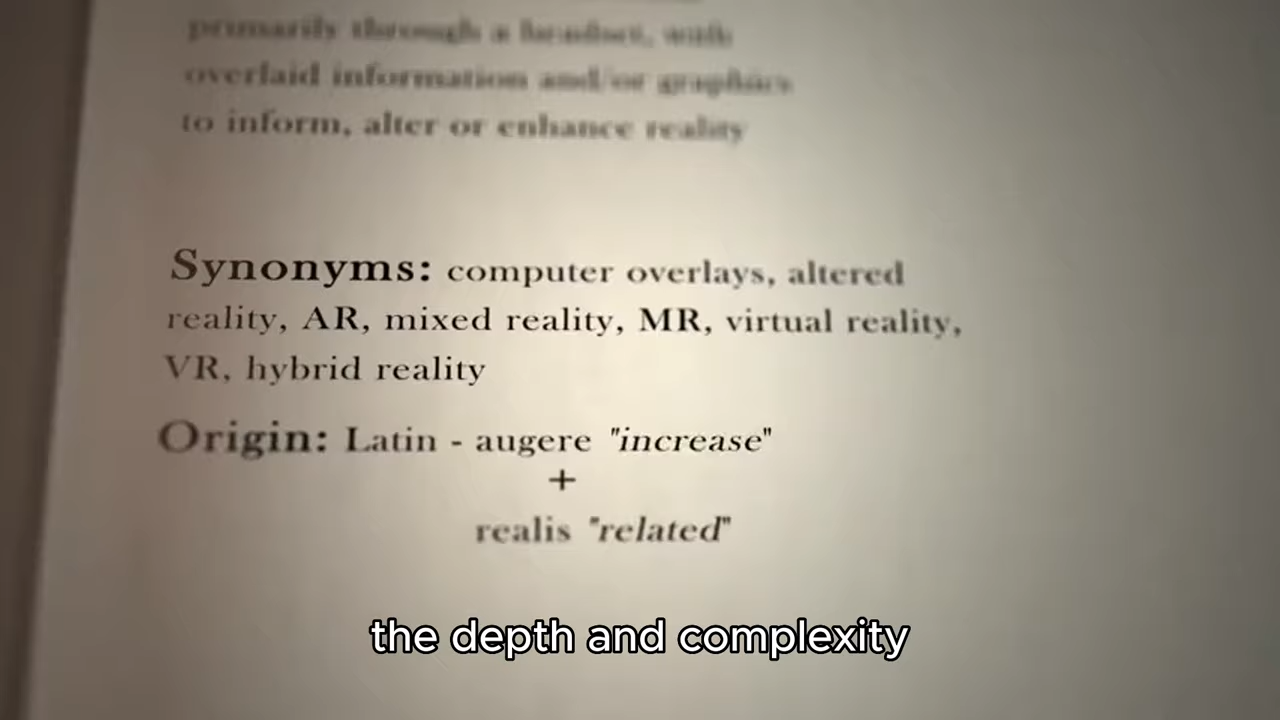 primarily through a headset, with
overlaid information and/or graphics
to inform, alter or enhance reality
Synonyms: computer overlays, altered
reality, AR, mixed reality, MR, virtual reality,
VR, hybrid reality
Origin: Latin - augere "increase"
+
realis "related"
the depth and complexity